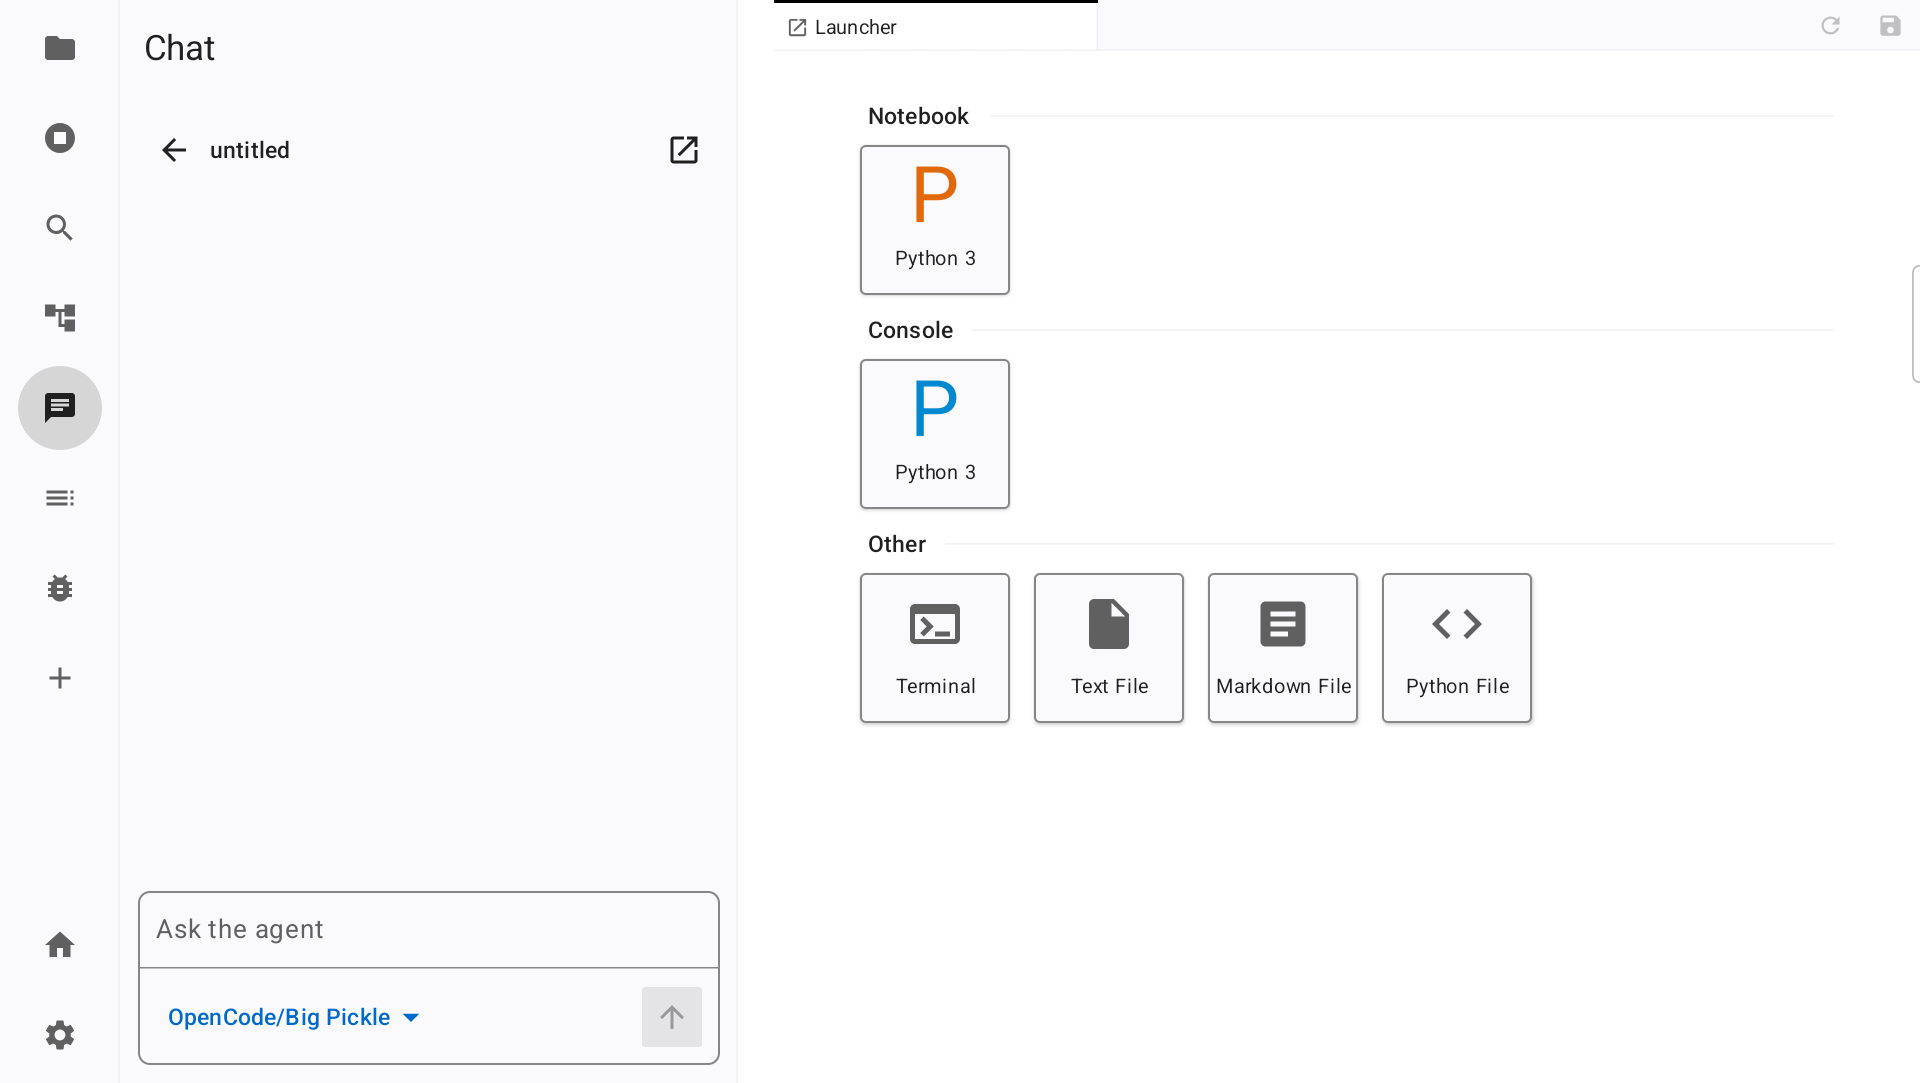 Chat
untitled
Ask the agent
OpenCode/Big Pickle
Launcher
Notebook
P
Python 3
Console
P
Python 3
Other
Terminal
Text File
Markdown File
Python File